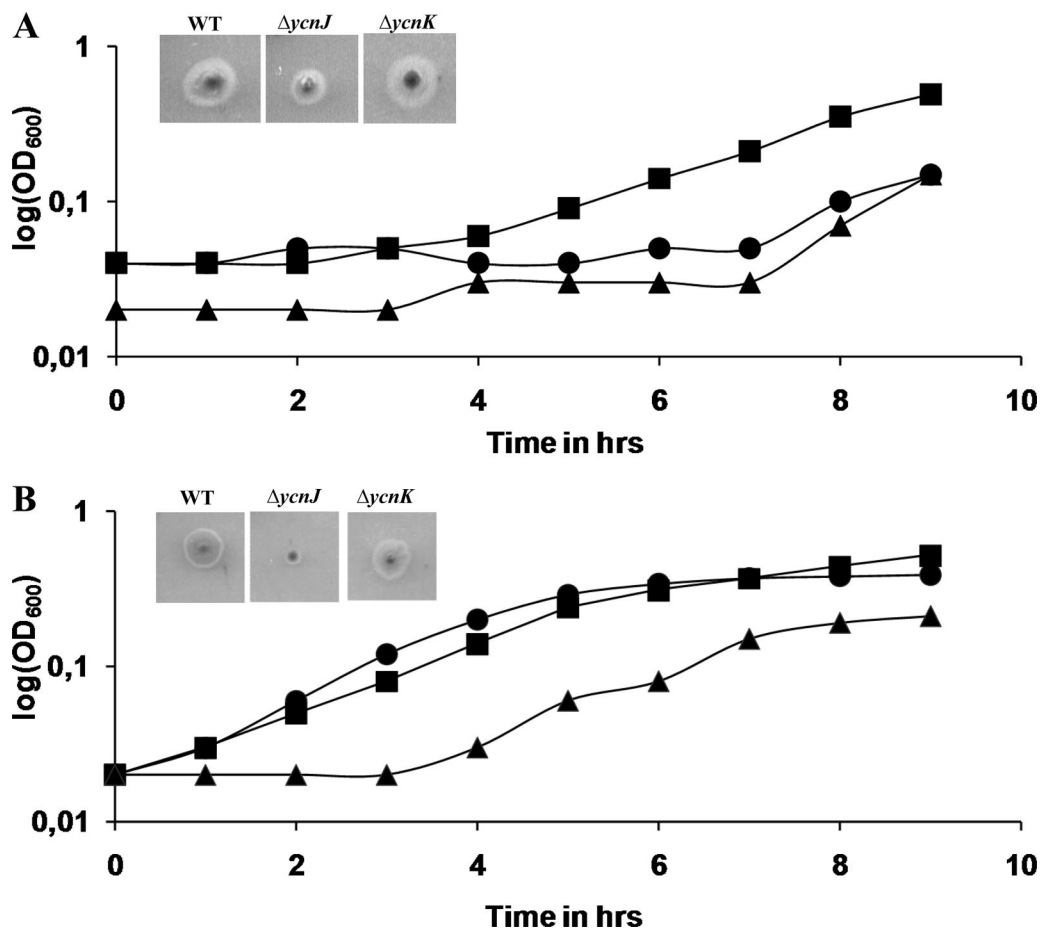 A
WT ΔycnJ ΔycnK
1
0,1
0,01
log(OD600)
0 2 4 6 8 10
Time in hrs
B
WT ΔycnJ ΔycnK
1
0,1
0,01
log(OD600)
0 2 4 6 8 10
Time in hrs